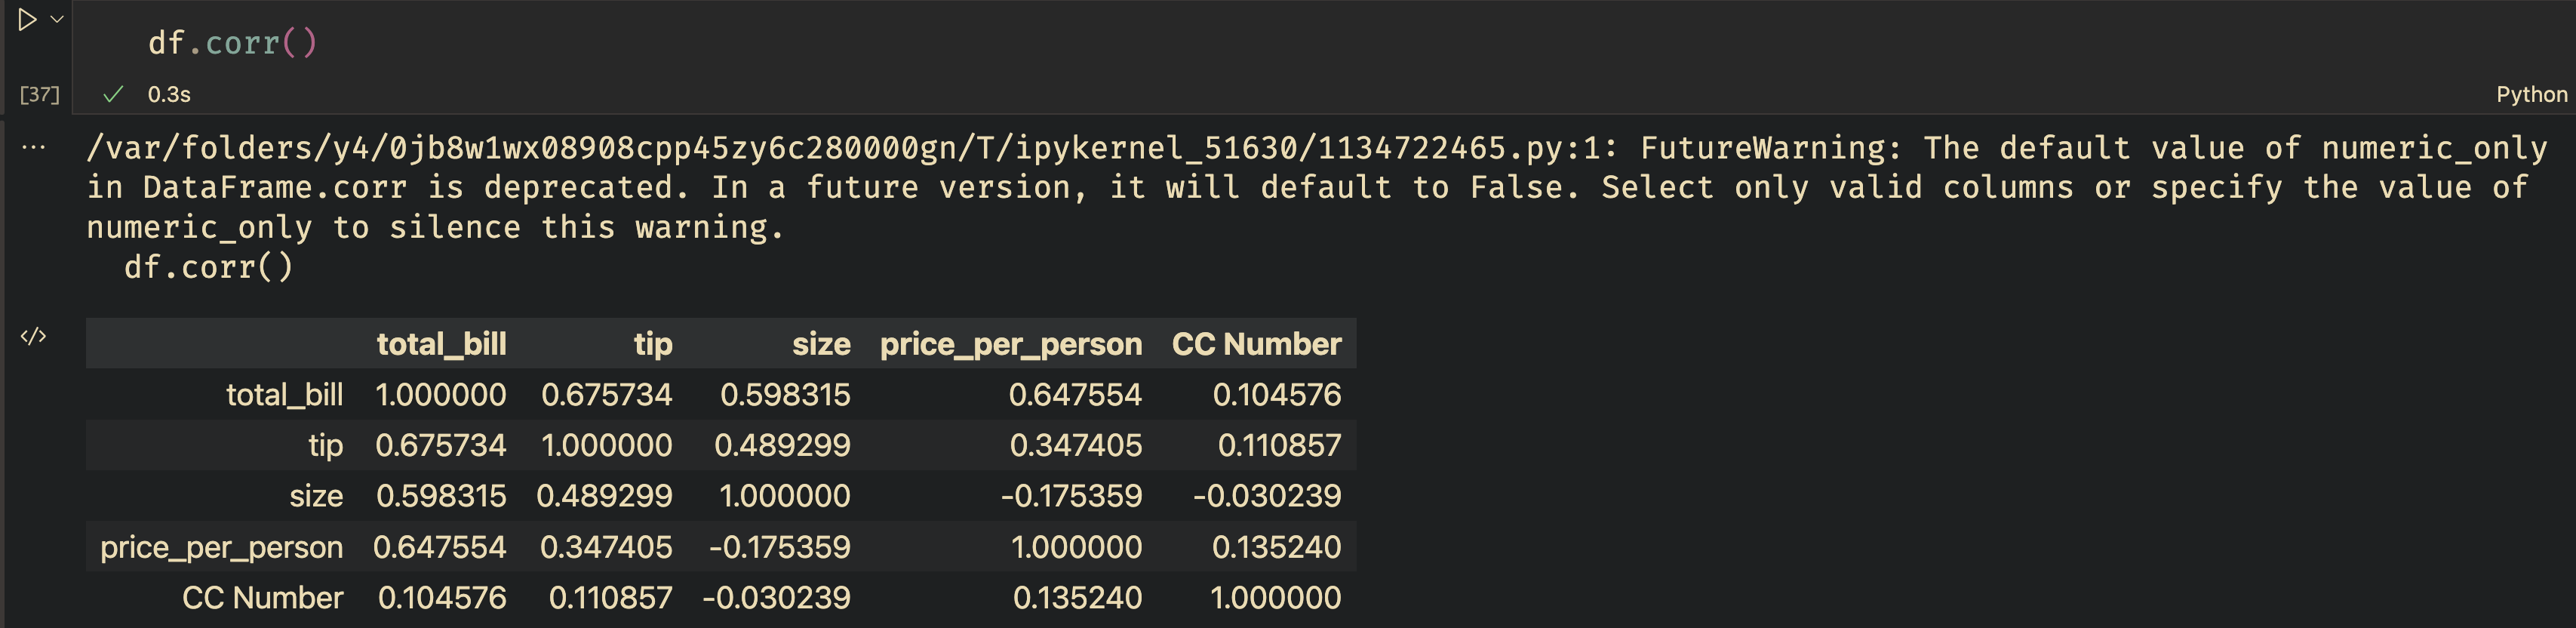 df.corr()
[37]
0.3s
Python
/var/folders/y4/0jb8w1wx08908cpp45zy6c280000gn/T/ipykernel_51630/1134722465.py:1: FutureWarning: The default value of numeric_only
in DataFrame.corr is deprecated. In a future version, it will default to False. Select only valid columns or specify the value of
numeric_only to silence this warning.
df.corr()
total_bill tip size price_per_person CC Number
total_bill 1.000000 0.675734 0.598315 0.647554 0.104576
tip 0.675734 1.000000 0.489299 0.347405 0.110857
size 0.598315 0.489299 1.000000 -0.175359 -0.030239
price_per_person 0.647554 0.347405 -0.175359 1.000000 0.135240
CC Number 0.104576 0.110857 -0.030239 0.135240 1.000000